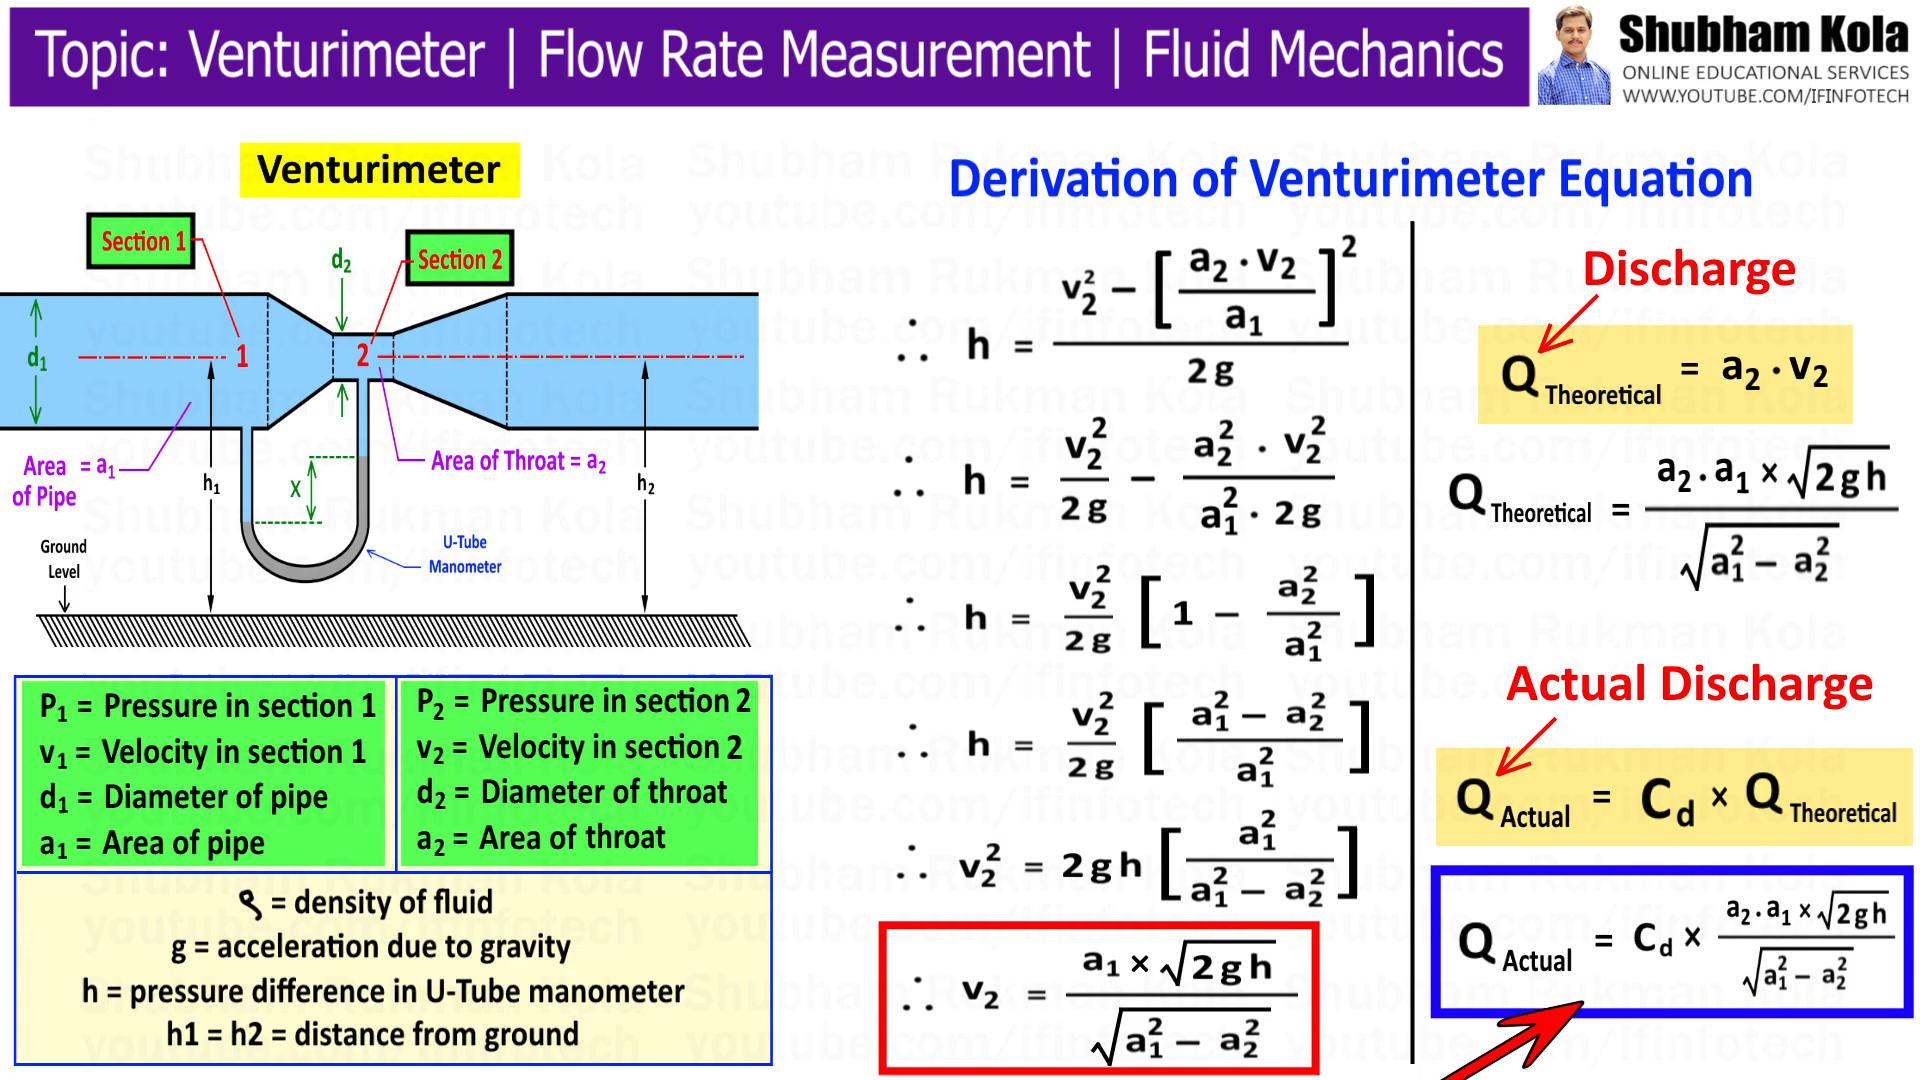 Topic: Venturimeter | Flow Rate Measurement | Fluid Mechanics
Shubham Kola
ONLINE EDUCATIONAL SERVICES
WWW.YOUTUBE.COM/IFINFOTECH
Venturimeter
Section 1
Section 2
d₂
d₁
1
2
Area of Pipe = a₁
Area of Throat = a₂
h₁
X
h₂
Ground Level
U-Tube Manometer
P₁ = Pressure in section 1
v₁ = Velocity in section 1
d₁ = Diameter of pipe
a₁ = Area of pipe
P₂ = Pressure in section 2
v₂ = Velocity in section 2
d₂ = Diameter of throat
a₂ = Area of throat
ρ = density of fluid
g = acceleration due to gravity
h = pressure difference in U-Tube manometer
h1 = h2 = distance from ground
Derivation of Venturimeter Equation
∴ h = (v₂² − [(a₂ · v₂) / a₁]²) / 2g
∴ h = v₂² / 2g − (a₂² · v₂²) / (a₁² · 2g)
∴ h = v₂² / 2g [1 − a₂² / a₁²]
∴ h = v₂² / 2g [(a₁² − a₂²) / a₁²]
∴ v₂² = 2gh [a₁² / (a₁² − a₂²)]
∴ v₂ = (a₁ × √2gh) / √(a₁² − a₂²)
Discharge
Q Theoretical = a₂ · v₂
Q Theoretical = (a₂ . a₁ × √2gh) / √(a₁² − a₂²)
Actual Discharge
Q Actual = Cd × Q Theoretical
Q Actual = Cd × (a₂ . a₁ × √2gh) / √(a₁² − a₂²)
Shubham Rukman Kola
youtube.com/ifinfotech